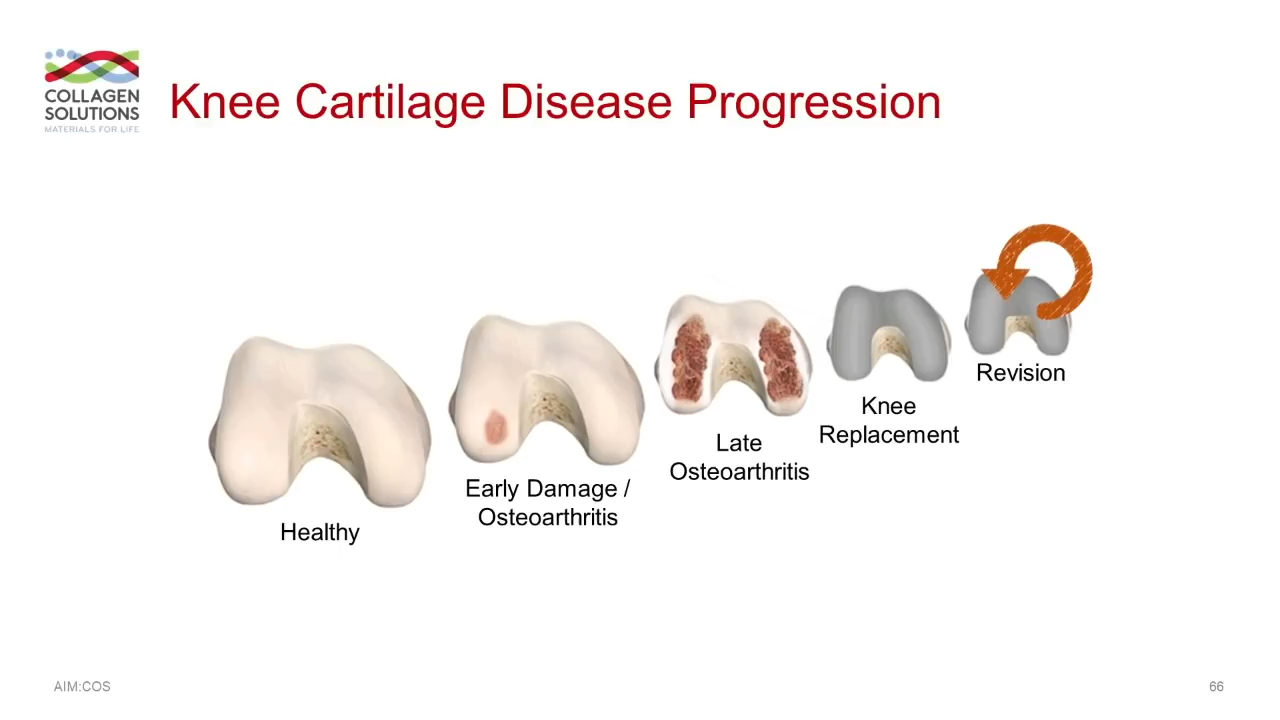 COLLAGEN
SOLUTIONS
MATERIALS FOR LIFE
Knee Cartilage Disease Progression
Healthy
Early Damage /
Osteoarthritis
Late
Osteoarthritis
Knee
Replacement
Revision
AIM:COS
66